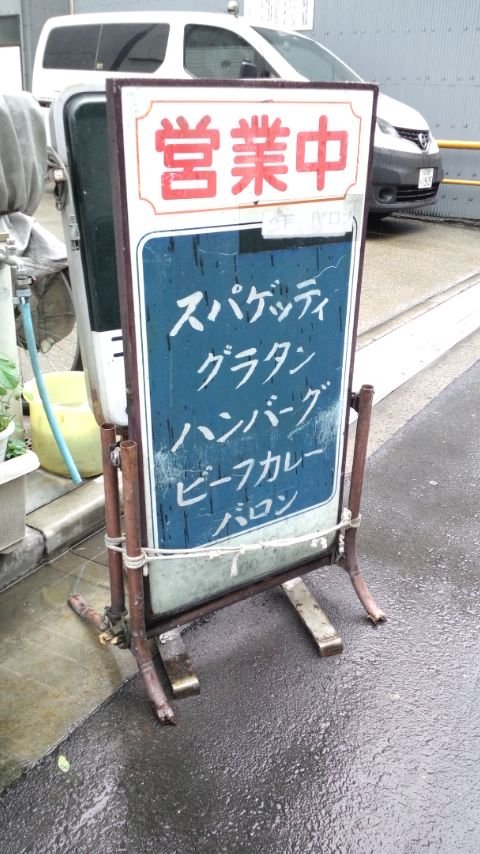 営業中
スパゲッティ
グラタン
ハンバーグ
ビーフカレー
バロン